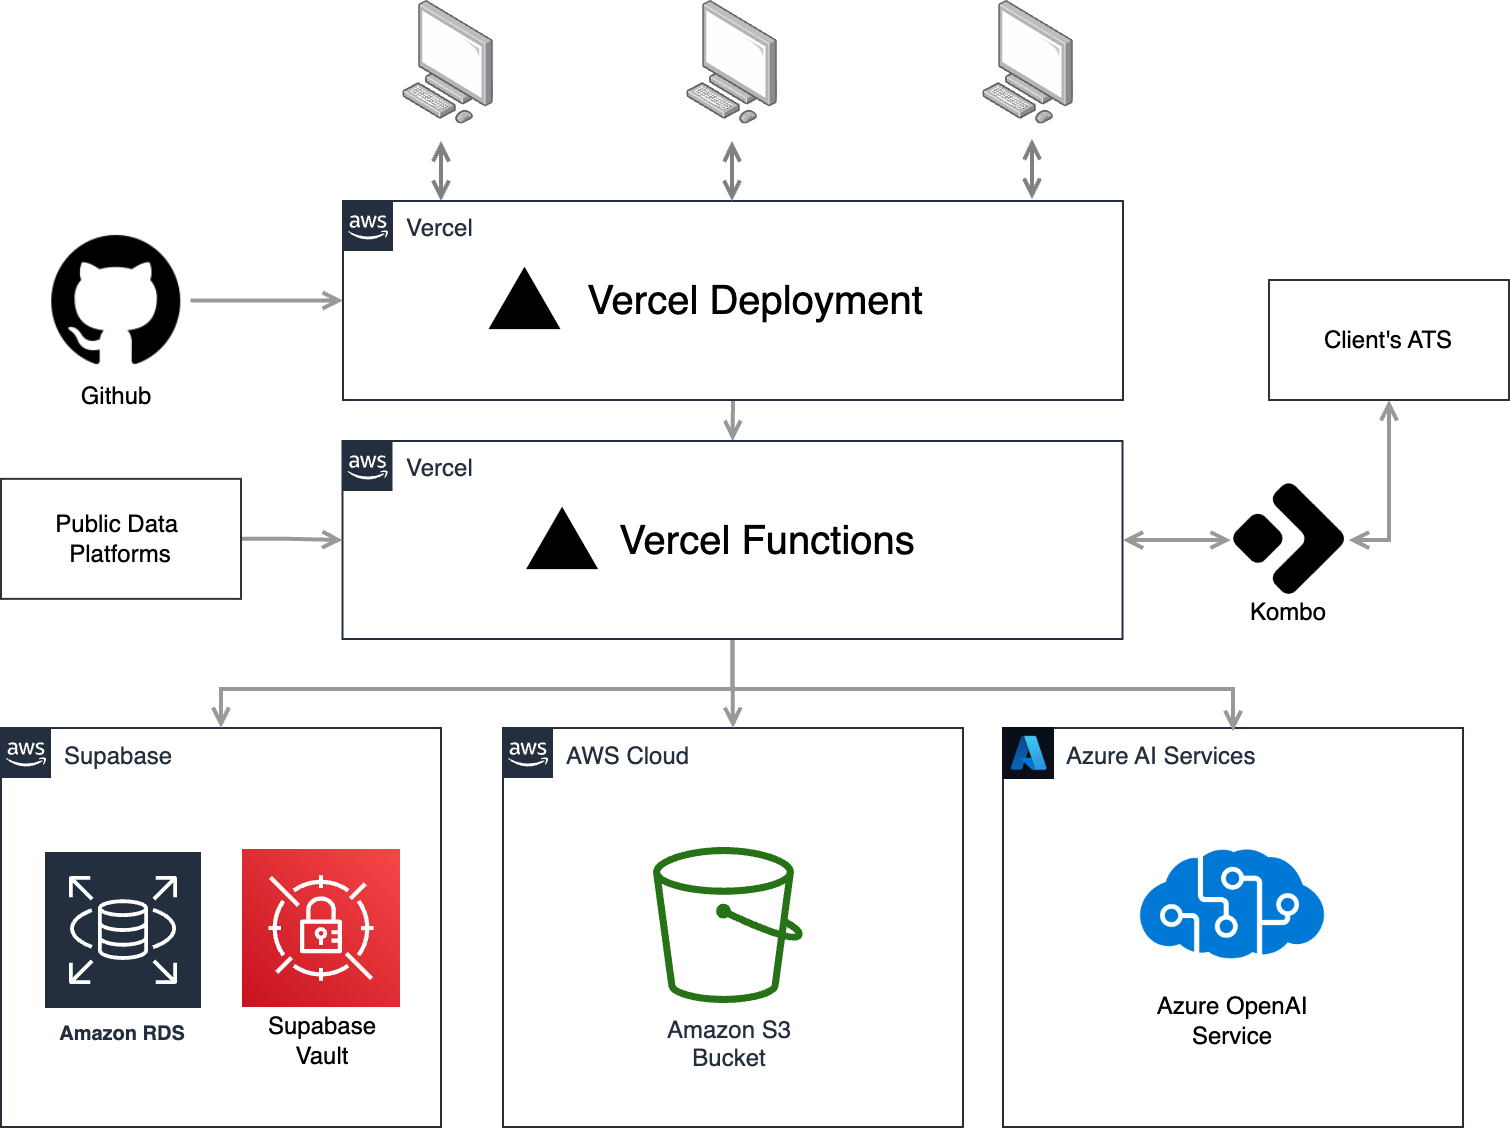 aws
Vercel
Vercel Deployment
Github
Client's ATS
aws
Vercel
Public Data
Platforms
Vercel Functions
Kombo
aws
Supabase
aws
AWS Cloud
Azure AI Services
Amazon RDS
Supabase
Vault
Amazon S3
Bucket
Azure OpenAI
Service